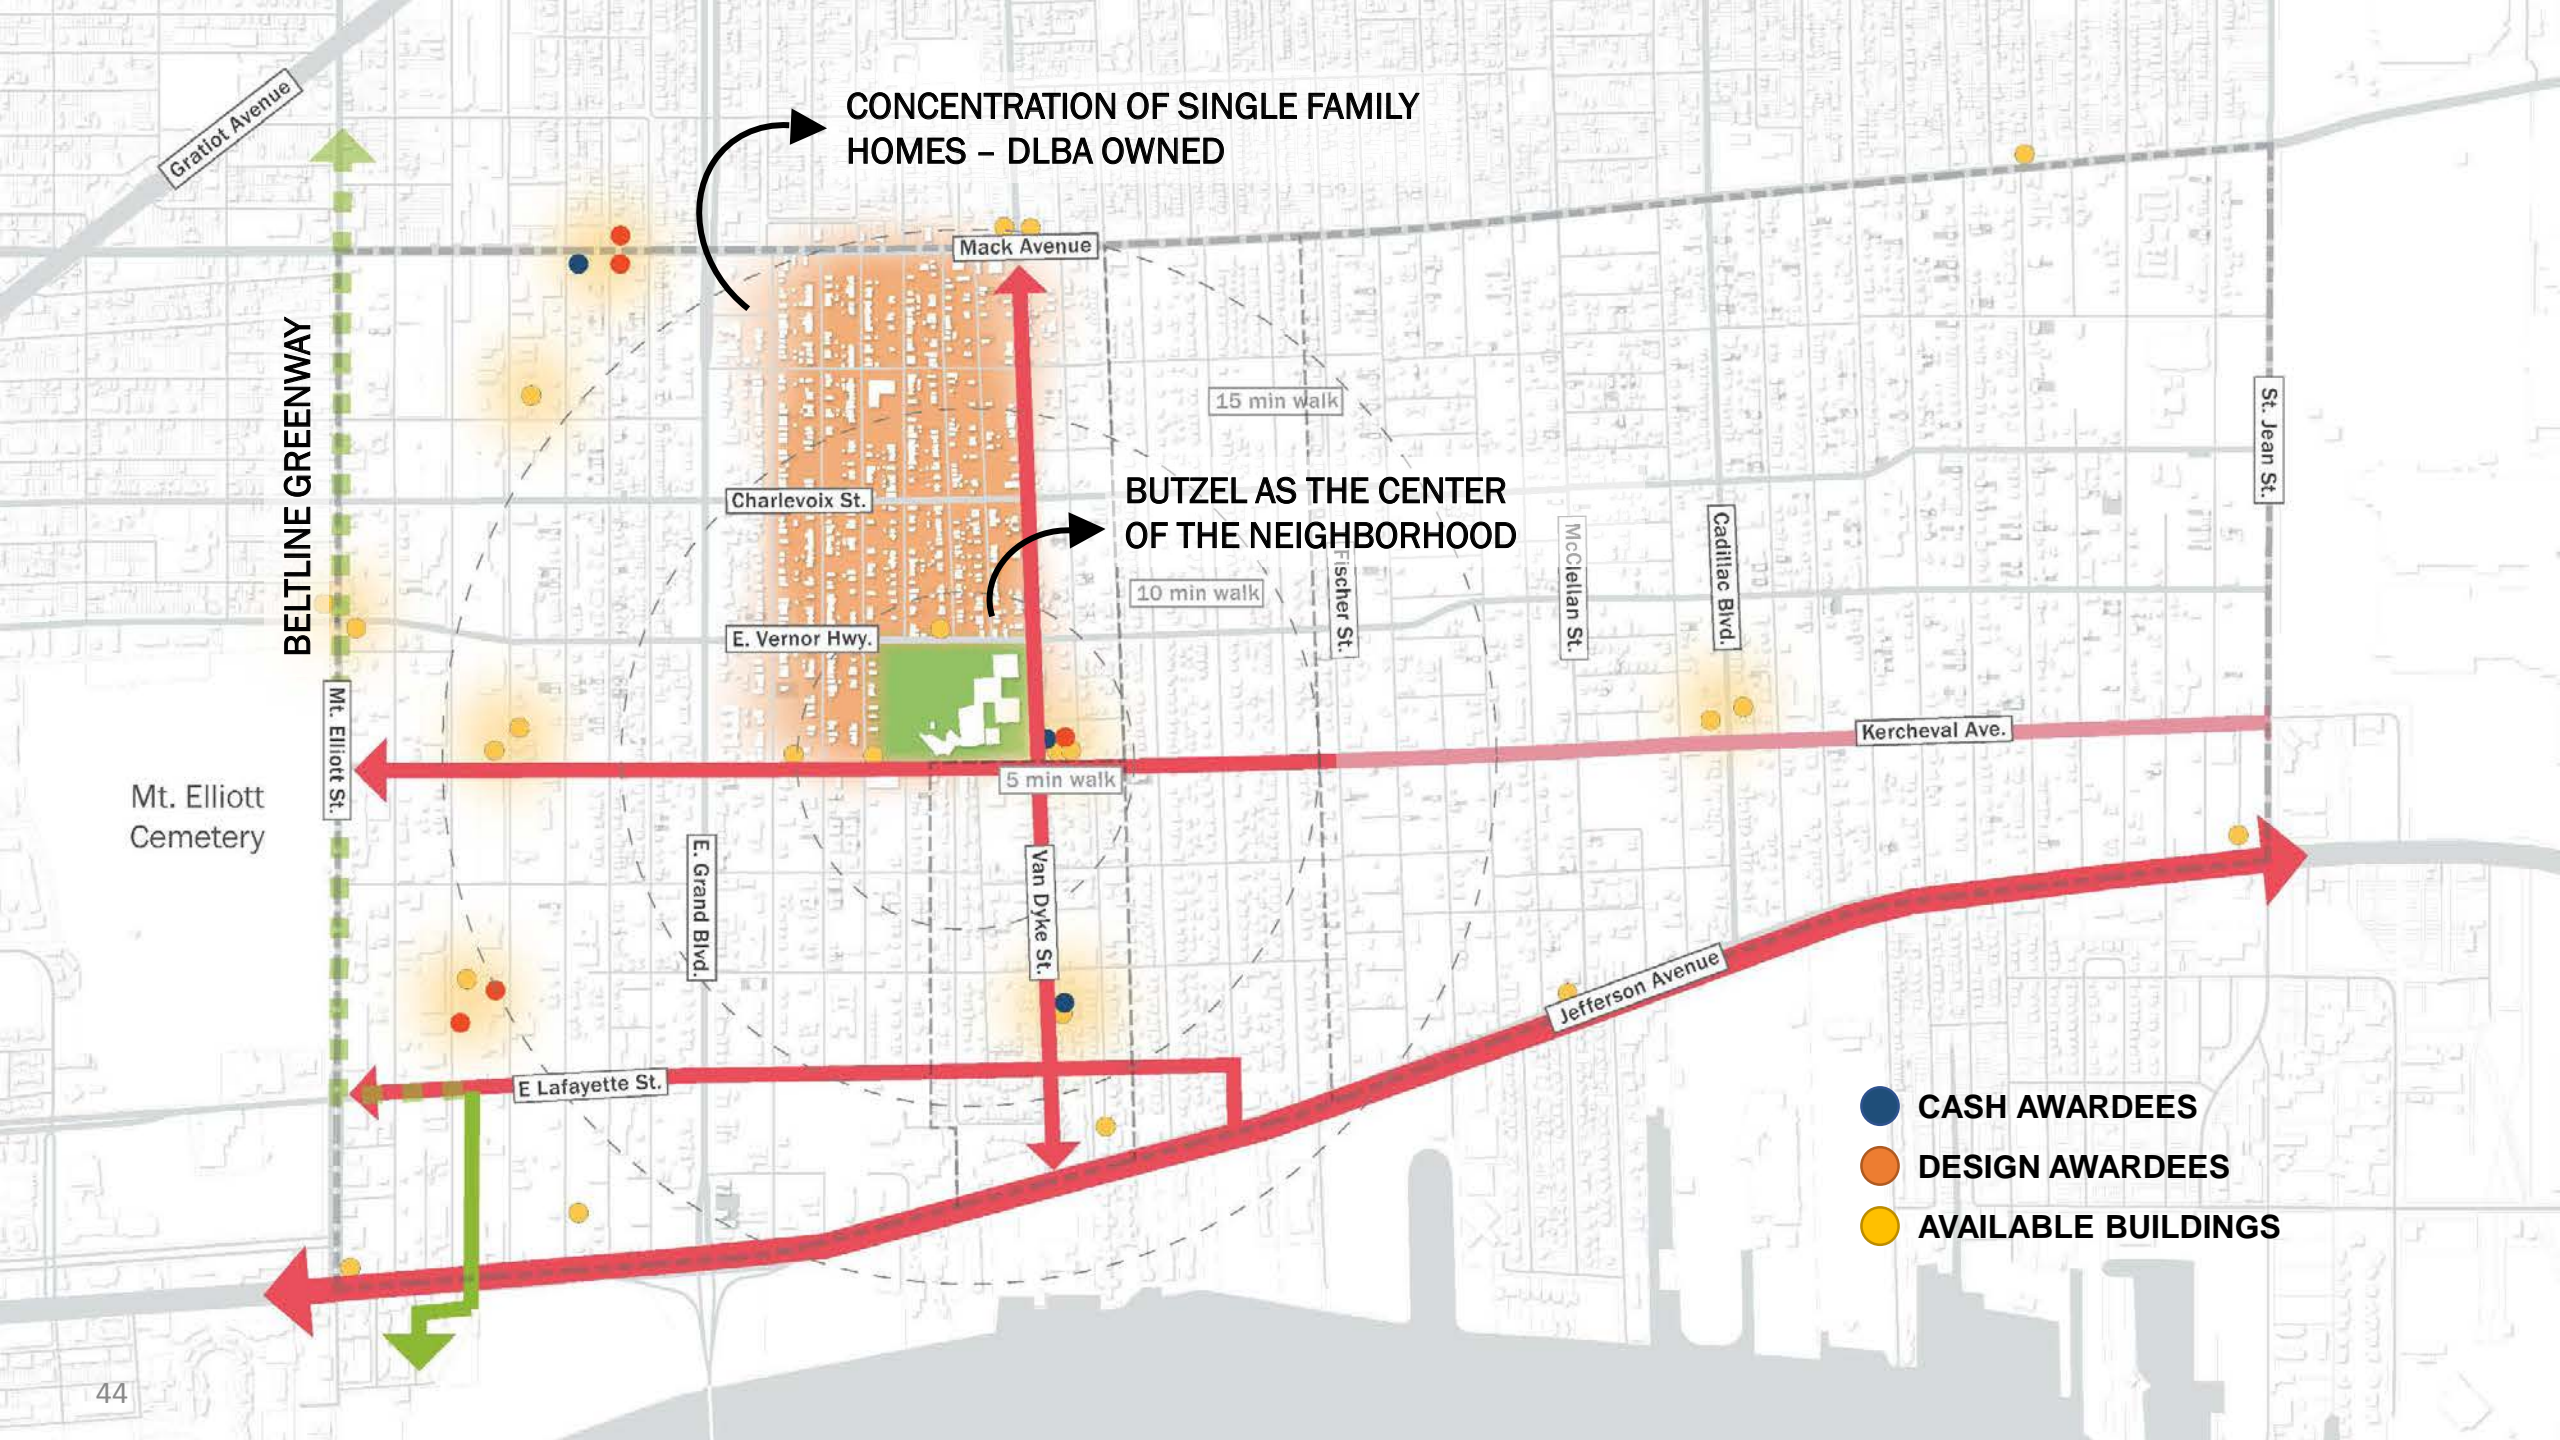 CONCENTRATION OF SINGLE FAMILY
HOMES – DLBA OWNED
Gratiot Avenue
Mack Avenue
BELTLINE GREENWAY
15 min walk
St. Jean St.
Charlevoix St.
BUTZEL AS THE CENTER
OF THE NEIGHBORHOOD
10 min walk
Fischer St.
McClellan St.
Cadillac Blvd.
E. Vernor Hwy.
Mt. Elliott St.
Kercheval Ave.
5 min walk
Mt. Elliott
Cemetery
E. Grand Blvd.
Van Dyke St.
Jefferson Avenue
E Lafayette St.
CASH AWARDEES
DESIGN AWARDEES
AVAILABLE BUILDINGS
44